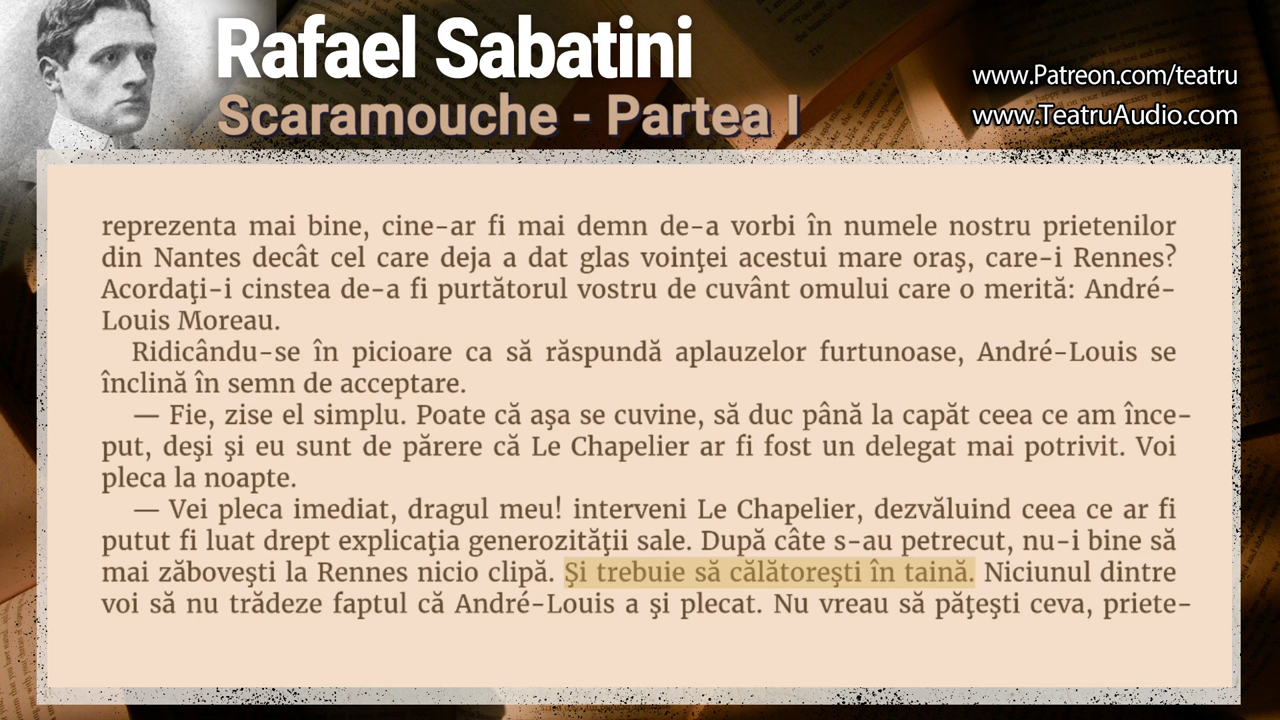 Rafael Sabatini
Scaramouche - Partea I
www.Patreon.com/teatru
www.TeatruAudio.com
reprezenta mai bine, cine-ar fi mai demn de-a vorbi în numele nostru prietenilor
din Nantes decât cel care deja a dat glas voinţei acestui mare oraş, care-i Rennes?
Acordaţi-i cinstea de-a fi purtătorul vostru de cuvânt omului care o merită: André-
Louis Moreau.
Ridicându-se în picioare ca să răspundă aplauzelor furtunoase, André-Louis se
înclină în semn de acceptare.
— Fie, zise el simplu. Poate că aşa se cuvine, să duc până la capăt ceea ce am înce-
put, deşi şi eu sunt de părere că Le Chapelier ar fi fost un delegat mai potrivit. Voi
pleca la noapte.
— Vei pleca imediat, dragul meu! interveni Le Chapelier, dezvăluind ceea ce ar fi
putut fi luat drept explicaţia generozităţii sale. După câte s-au petrecut, nu-i bine să
mai zăboveşti la Rennes nicio clipă. Şi trebuie să călătoreşti în taină. Niciunul dintre
voi să nu trădeze faptul că André-Louis a şi plecat. Nu vreau să păţeşti ceva, priete-